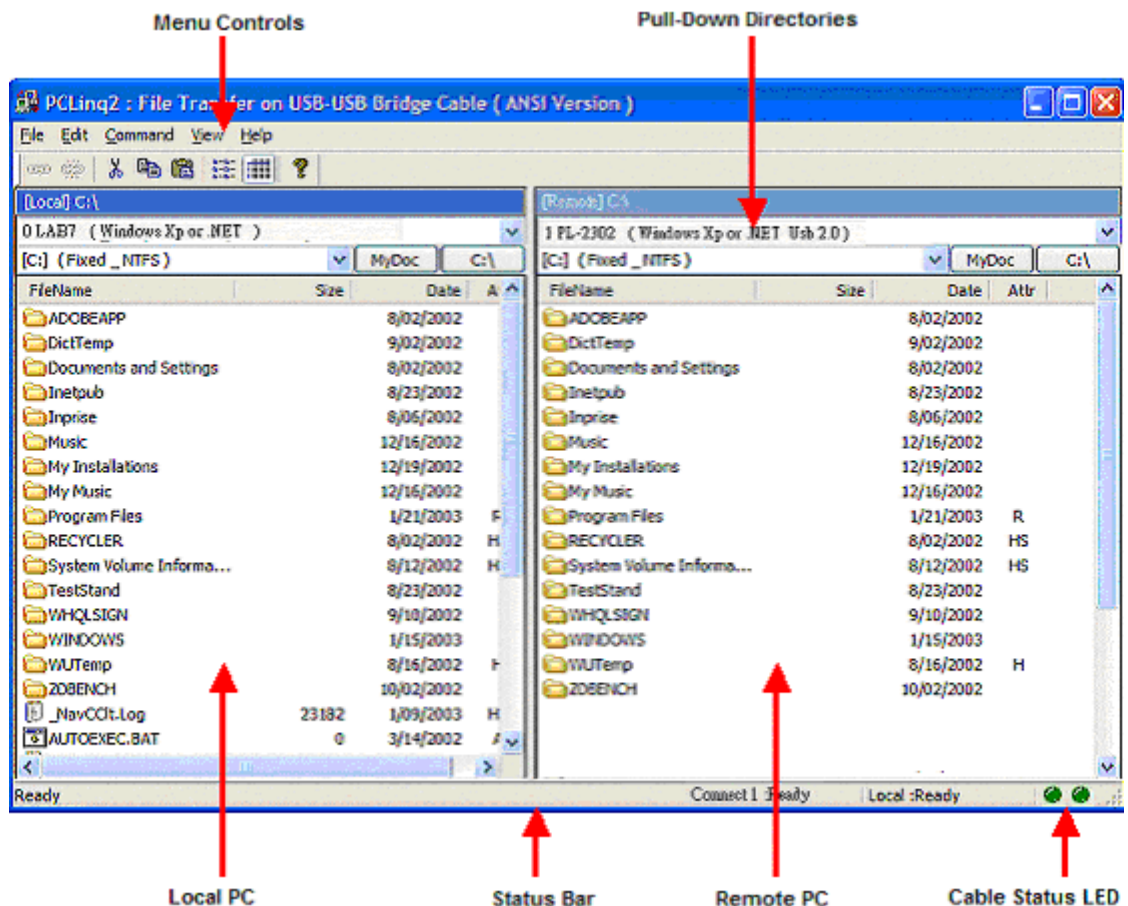 Menu Controls
Pull-Down Directories
PCLinq2 : File Transfer on USB-USB Bridge Cable ( ANSI Version )
File Edit Command View Help
[Local] C:\
[Remote] C:\
0 LAB7 ( Windows Xp or .NET )
1 PL-2302 ( Windows Xp or .NET Usb 2.0 )
[C:] (Fixed _NTFS) MyDoc C:\
[C:] (Fixed _NTFS) MyDoc C:\
FileName Size Date A
ADOBEAPP 8/02/2002
DictTemp 9/02/2002
Documents and Settings 8/02/2002
Inetpub 8/23/2002
Inprise 8/06/2002
Music 12/16/2002
My Installations 12/19/2002
My Music 12/16/2002
Program Files 1/21/2003 R
RECYCLER 8/02/2002 H
System Volume Informa... 8/12/2002 H
TestStand 8/23/2002
WHQLSIGN 9/10/2002
WINDOWS 1/15/2003
WUTemp 8/16/2002 H
ZDBENCH 10/02/2002
_NavCClt.Log 23182 1/09/2003 H
AUTOEXEC.BAT 0 3/14/2002 A
FileName Size Date Attr
ADOBEAPP 8/02/2002
DictTemp 9/02/2002
Documents and Settings 8/02/2002
Inetpub 8/23/2002
Inprise 8/06/2002
Music 12/16/2002
My Installations 12/19/2002
My Music 12/16/2002
Program Files 1/21/2003 R
RECYCLER 8/02/2002 HS
System Volume Informa... 8/12/2002 HS
TestStand 8/23/2002
WHQLSIGN 9/10/2002
WINDOWS 1/15/2003
WUTemp 8/16/2002 H
ZDBENCH 10/02/2002
Ready Connect 1 :Ready Local :Ready
Local PC
Status Bar
Remote PC
Cable Status LED